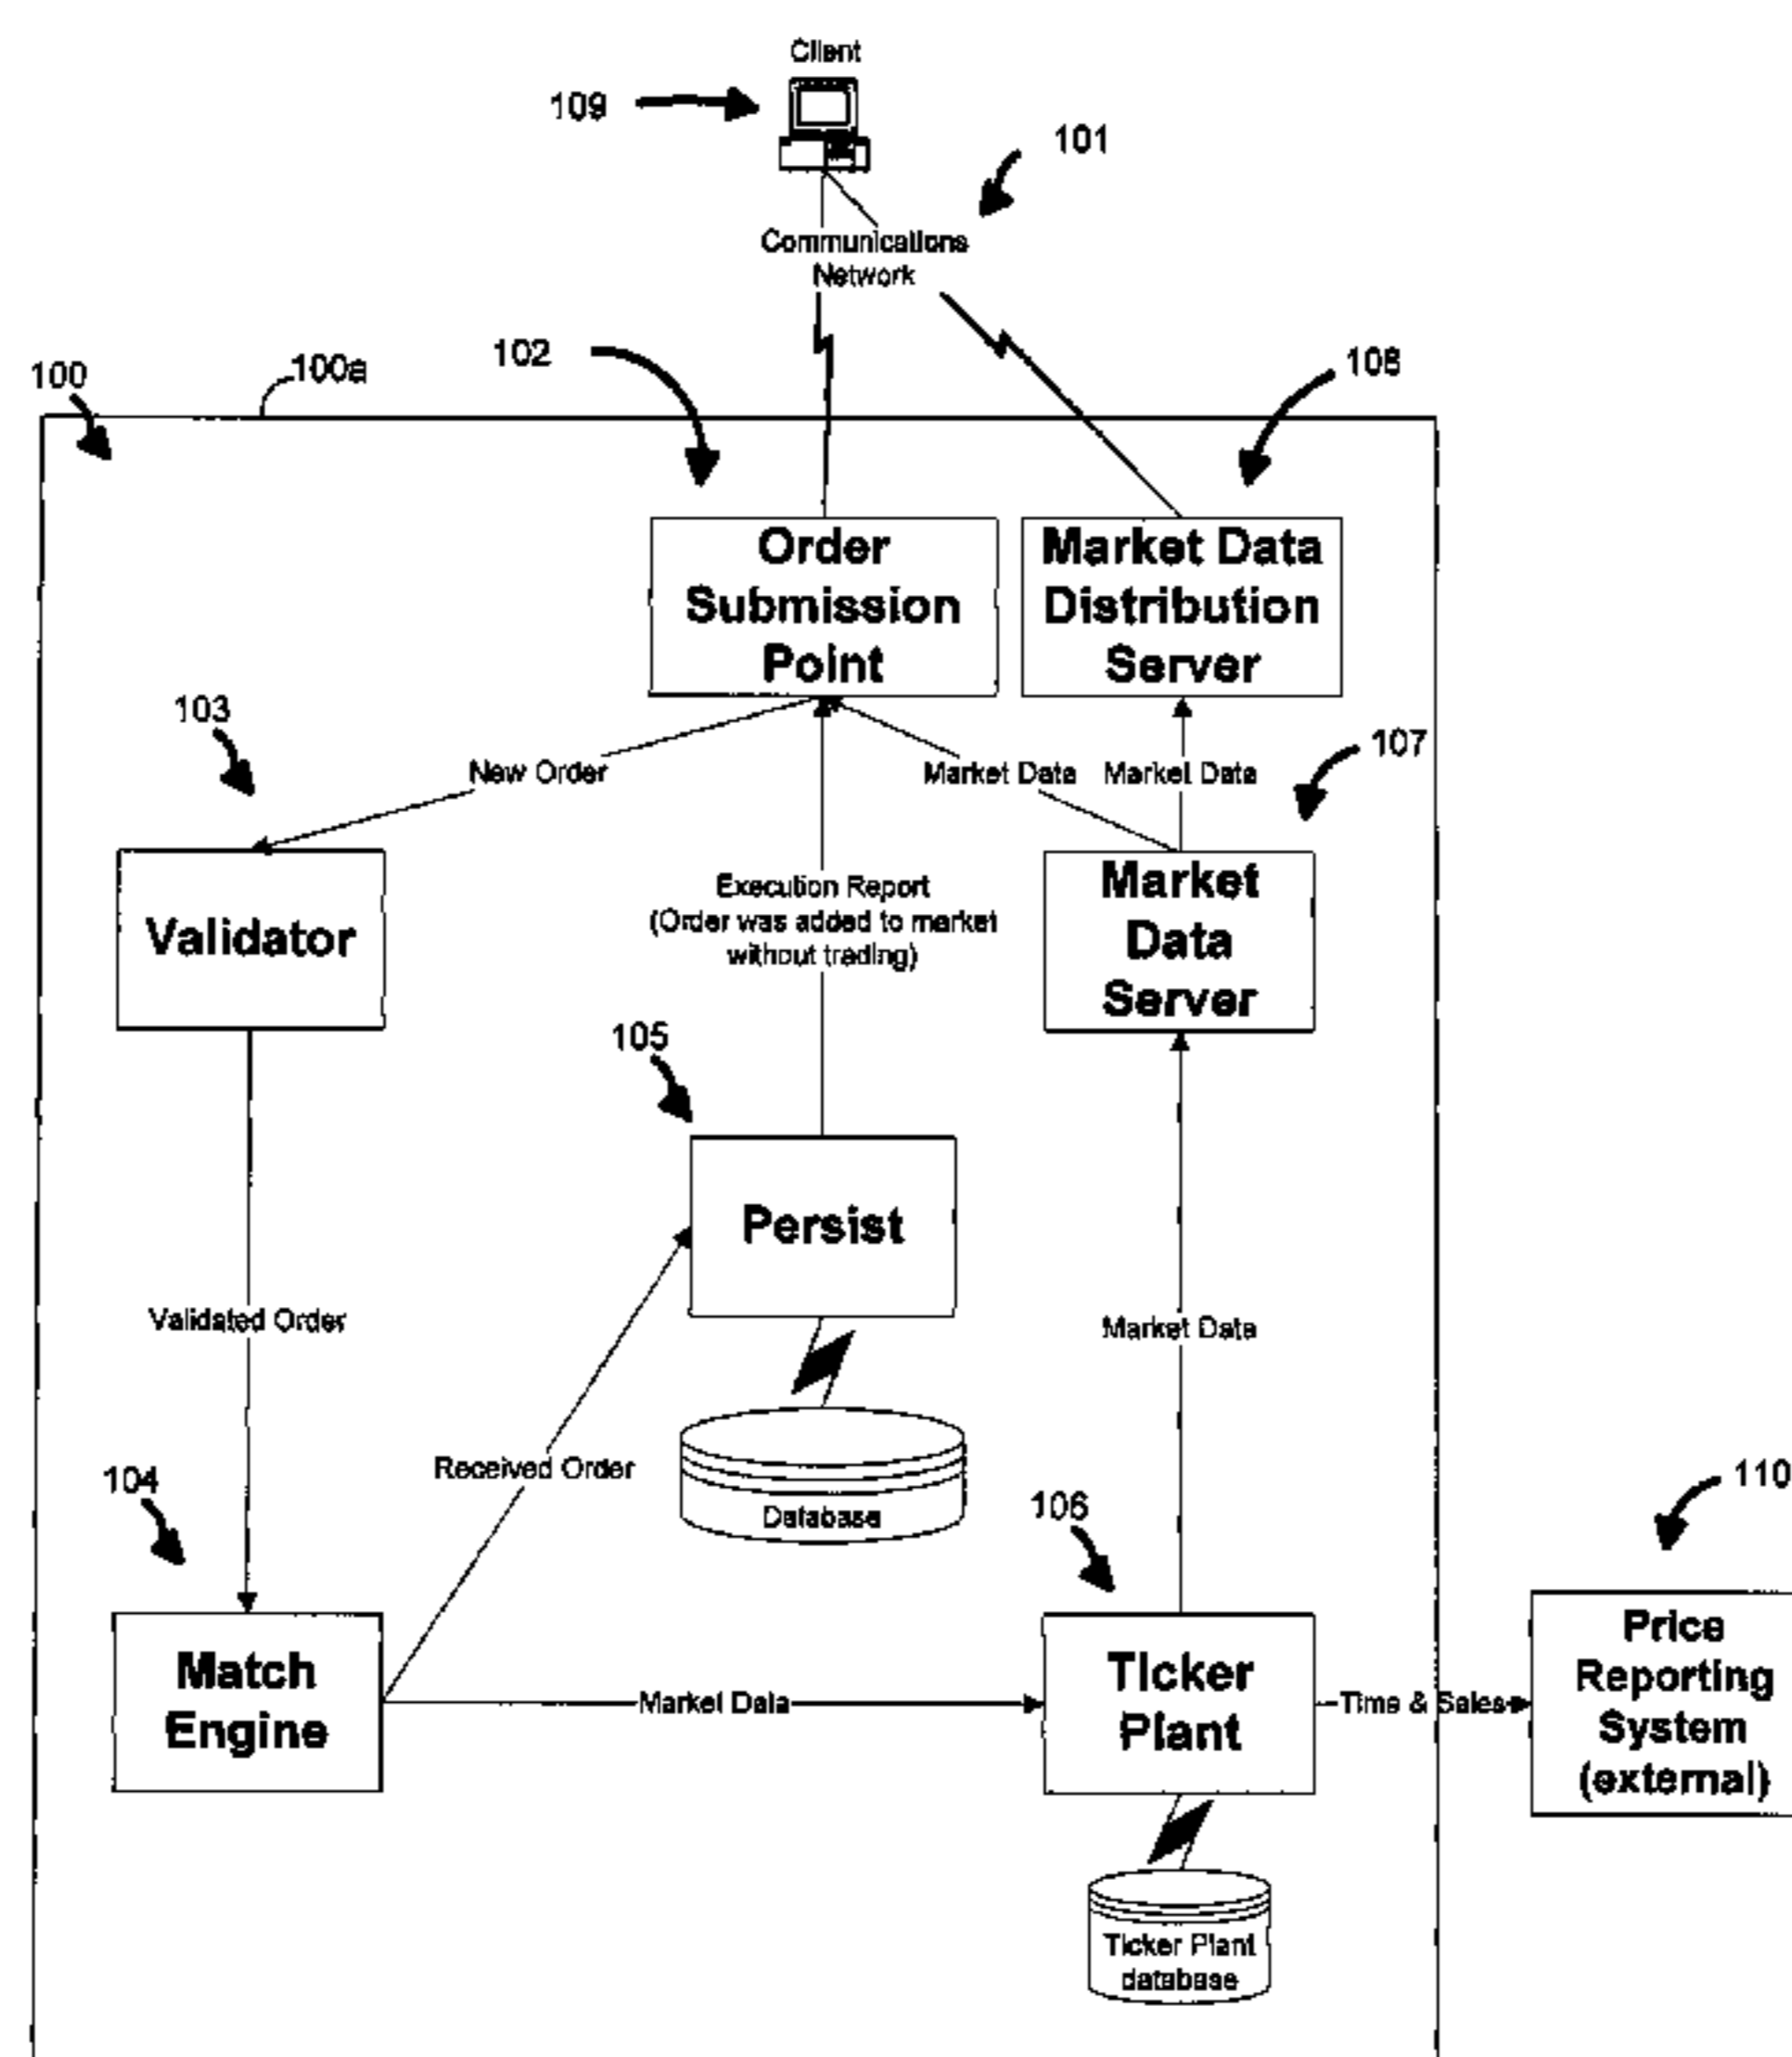 Client
109
101
Communications
Network
100
100a
102
108
Order
Submission
Point
Market Data
Distribution
Server
103
107
New Order
Market Data
Market Data
Validator
Execution Report
(Order was added to market
without trading)
Market
Data
Server
105
Persist
Validated Order
Market Data
104
Received Order
Database
106
110
Match
Engine
Market Data
Ticker
Plant
Time & Sales
Price
Reporting
System
(external)
Ticker Plant
database